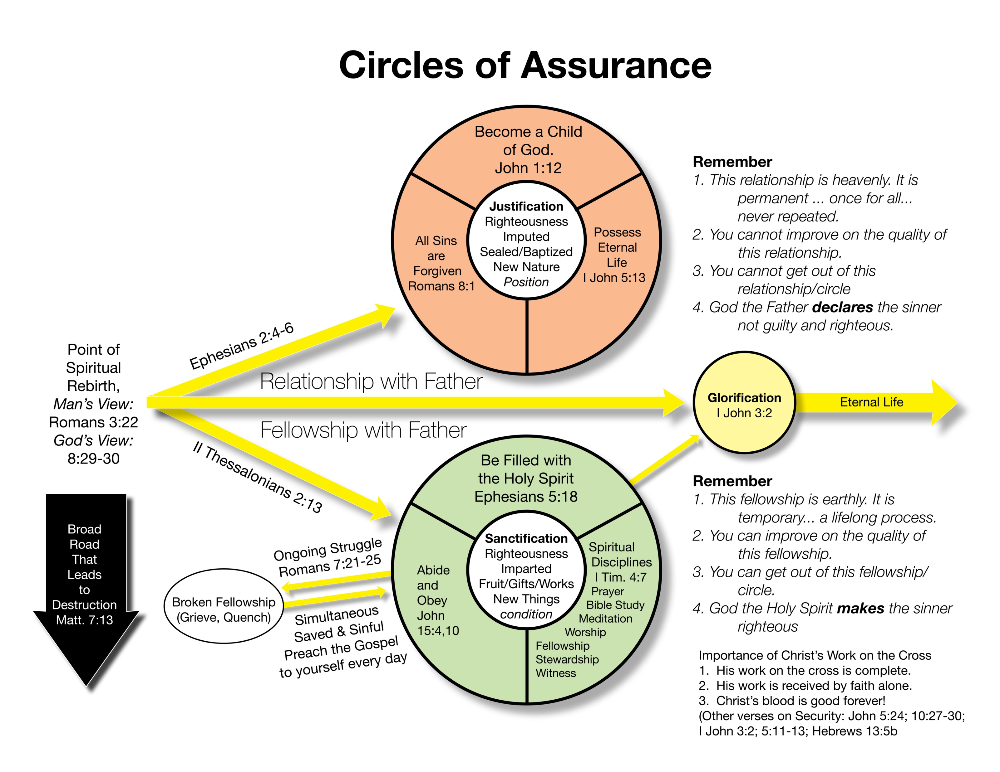 Circles of Assurance
Become a Child
of God.
John 1:12
Justification
Righteousness
Imputed
Sealed/Baptized
New Nature
Position
All Sins
are
Forgiven
Romans 8:1
Possess
Eternal
Life
I John 5:13
Remember
1. This relationship is heavenly. It is
permanent ... once for all...
never repeated.
2. You cannot improve on the quality of
this relationship.
3. You cannot get out of this
relationship/circle
4. God the Father declares the sinner
not guilty and righteous.
Point of
Spiritual
Rebirth,
Man's View:
Romans 3:22
God's View:
8:29-30
Ephesians 2:4-6
Relationship with Father
Fellowship with Father
II Thessalonians 2:13
Glorification
I John 3:2
Eternal Life
Broad
Road
That
Leads
to
Destruction
Matt. 7:13
Ongoing Struggle
Romans 7:21-25
Broken Fellowship
(Grieve, Quench)
Simultaneous
Saved & Sinful
Preach the Gospel
to yourself every day
Be Filled with
the Holy Spirit
Ephesians 5:18
Sanctification
Righteousness
Imparted
Fruit/Gifts/Works
New Things
condition
Abide
and
Obey
John
15:4,10
Spiritual
Disciplines
I Tim. 4:7
Prayer
Bible Study
Meditation
Worship
Fellowship
Stewardship
Witness
Remember
1. This fellowship is earthly. It is
temporary... a lifelong process.
2. You can improve on the quality of
this fellowship.
3. You can get out of this fellowship/
circle.
4. God the Holy Spirit makes the sinner
righteous
Importance of Christ's Work on the Cross
1. His work on the cross is complete.
2. His work is received by faith alone.
3. Christ's blood is good forever!
(Other verses on Security: John 5:24; 10:27-30;
I John 3:2; 5:11-13; Hebrews 13:5b